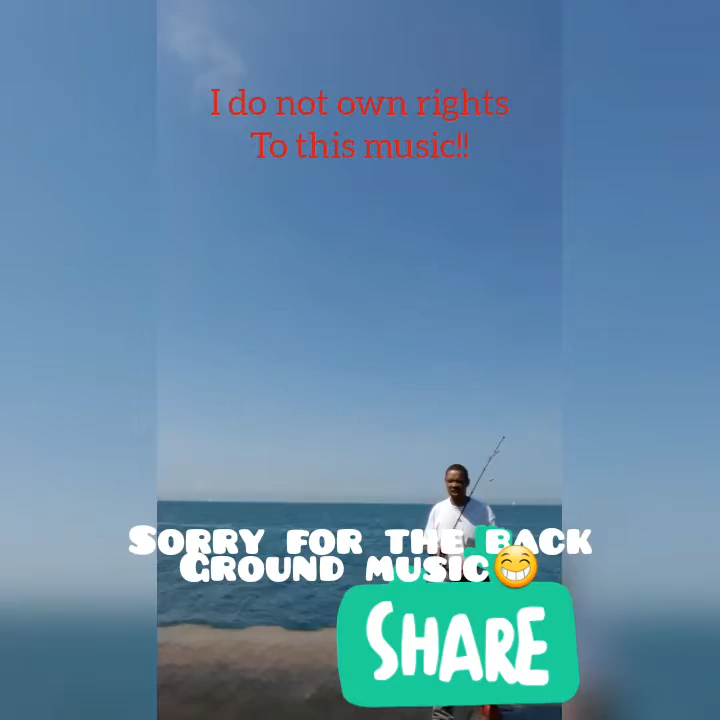 I do not own rights
To this music!!
Sorry for the back
Ground music😁
SHARE